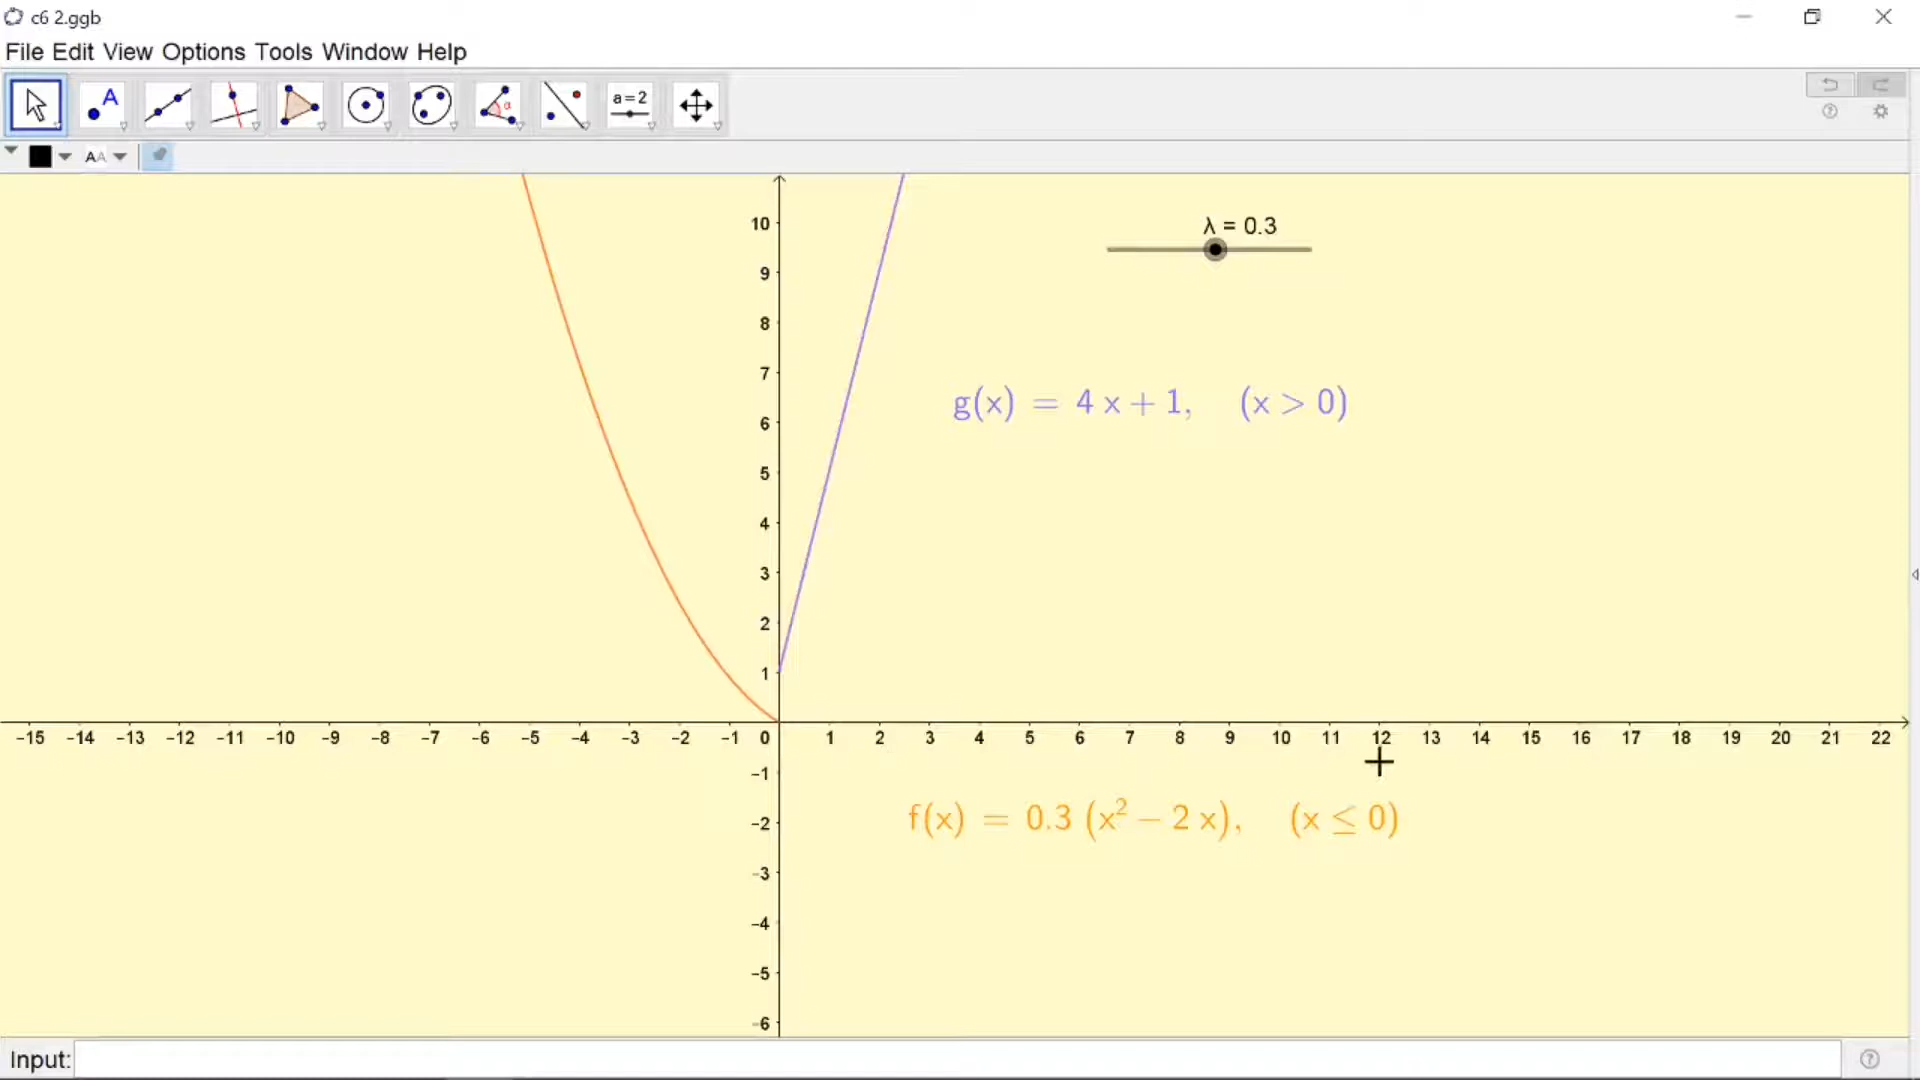 c6 2.ggb
File Edit View Options Tools Window Help
A
α
a=2
AA
λ = 0.3
10
9
8
7
g(x) = 4 x + 1, (x > 0)
6
5
4
3
2
1
−15 −14 −13 −12 −11 −10 −9 −8 −7 −6 −5 −4 −3 −2 −1 0 1 2 3 4 5 6 7 8 9 10 11 12 13 14 15 16 17 18 19 20 21 22
−1
f(x) = 0.3 (x² − 2 x), (x ≤ 0)
−2
−3
−4
−5
−6
Input: